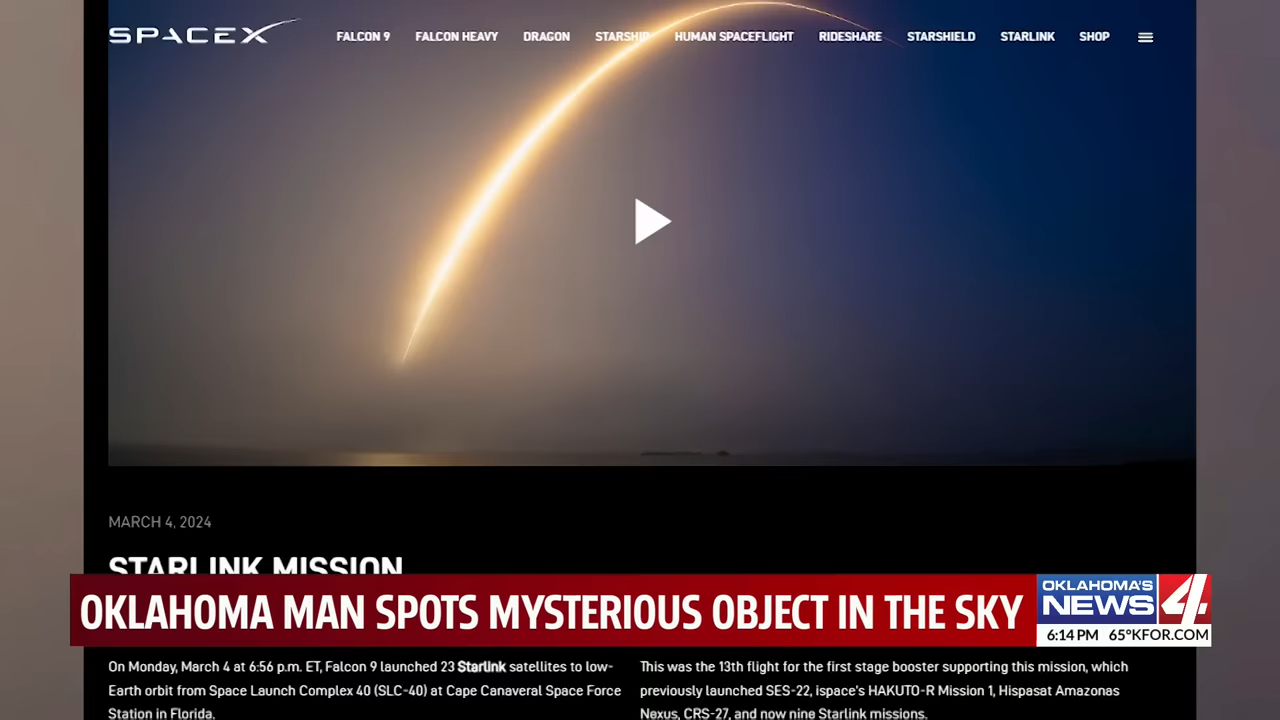 SPACEX
FALCON 9 FALCON HEAVY DRAGON STARSHIP HUMAN SPACEFLIGHT RIDESHARE STARSHIELD STARLINK SHOP
MARCH 4, 2024
STARLINK MISSION
OKLAHOMA MAN SPOTS MYSTERIOUS OBJECT IN THE SKY
OKLAHOMA'S
NEWS 4
6:14 PM 65° KFOR.COM
On Monday, March 4 at 6:56 p.m. ET, Falcon 9 launched 23 Starlink satellites to low-
Earth orbit from Space Launch Complex 40 (SLC-40) at Cape Canaveral Space Force
Station in Florida.
This was the 13th flight for the first stage booster supporting this mission, which
previously launched SES-22, ispace's HAKUTO-R Mission 1, Hispasat Amazonas
Nexus, CRS-27, and now nine Starlink missions.